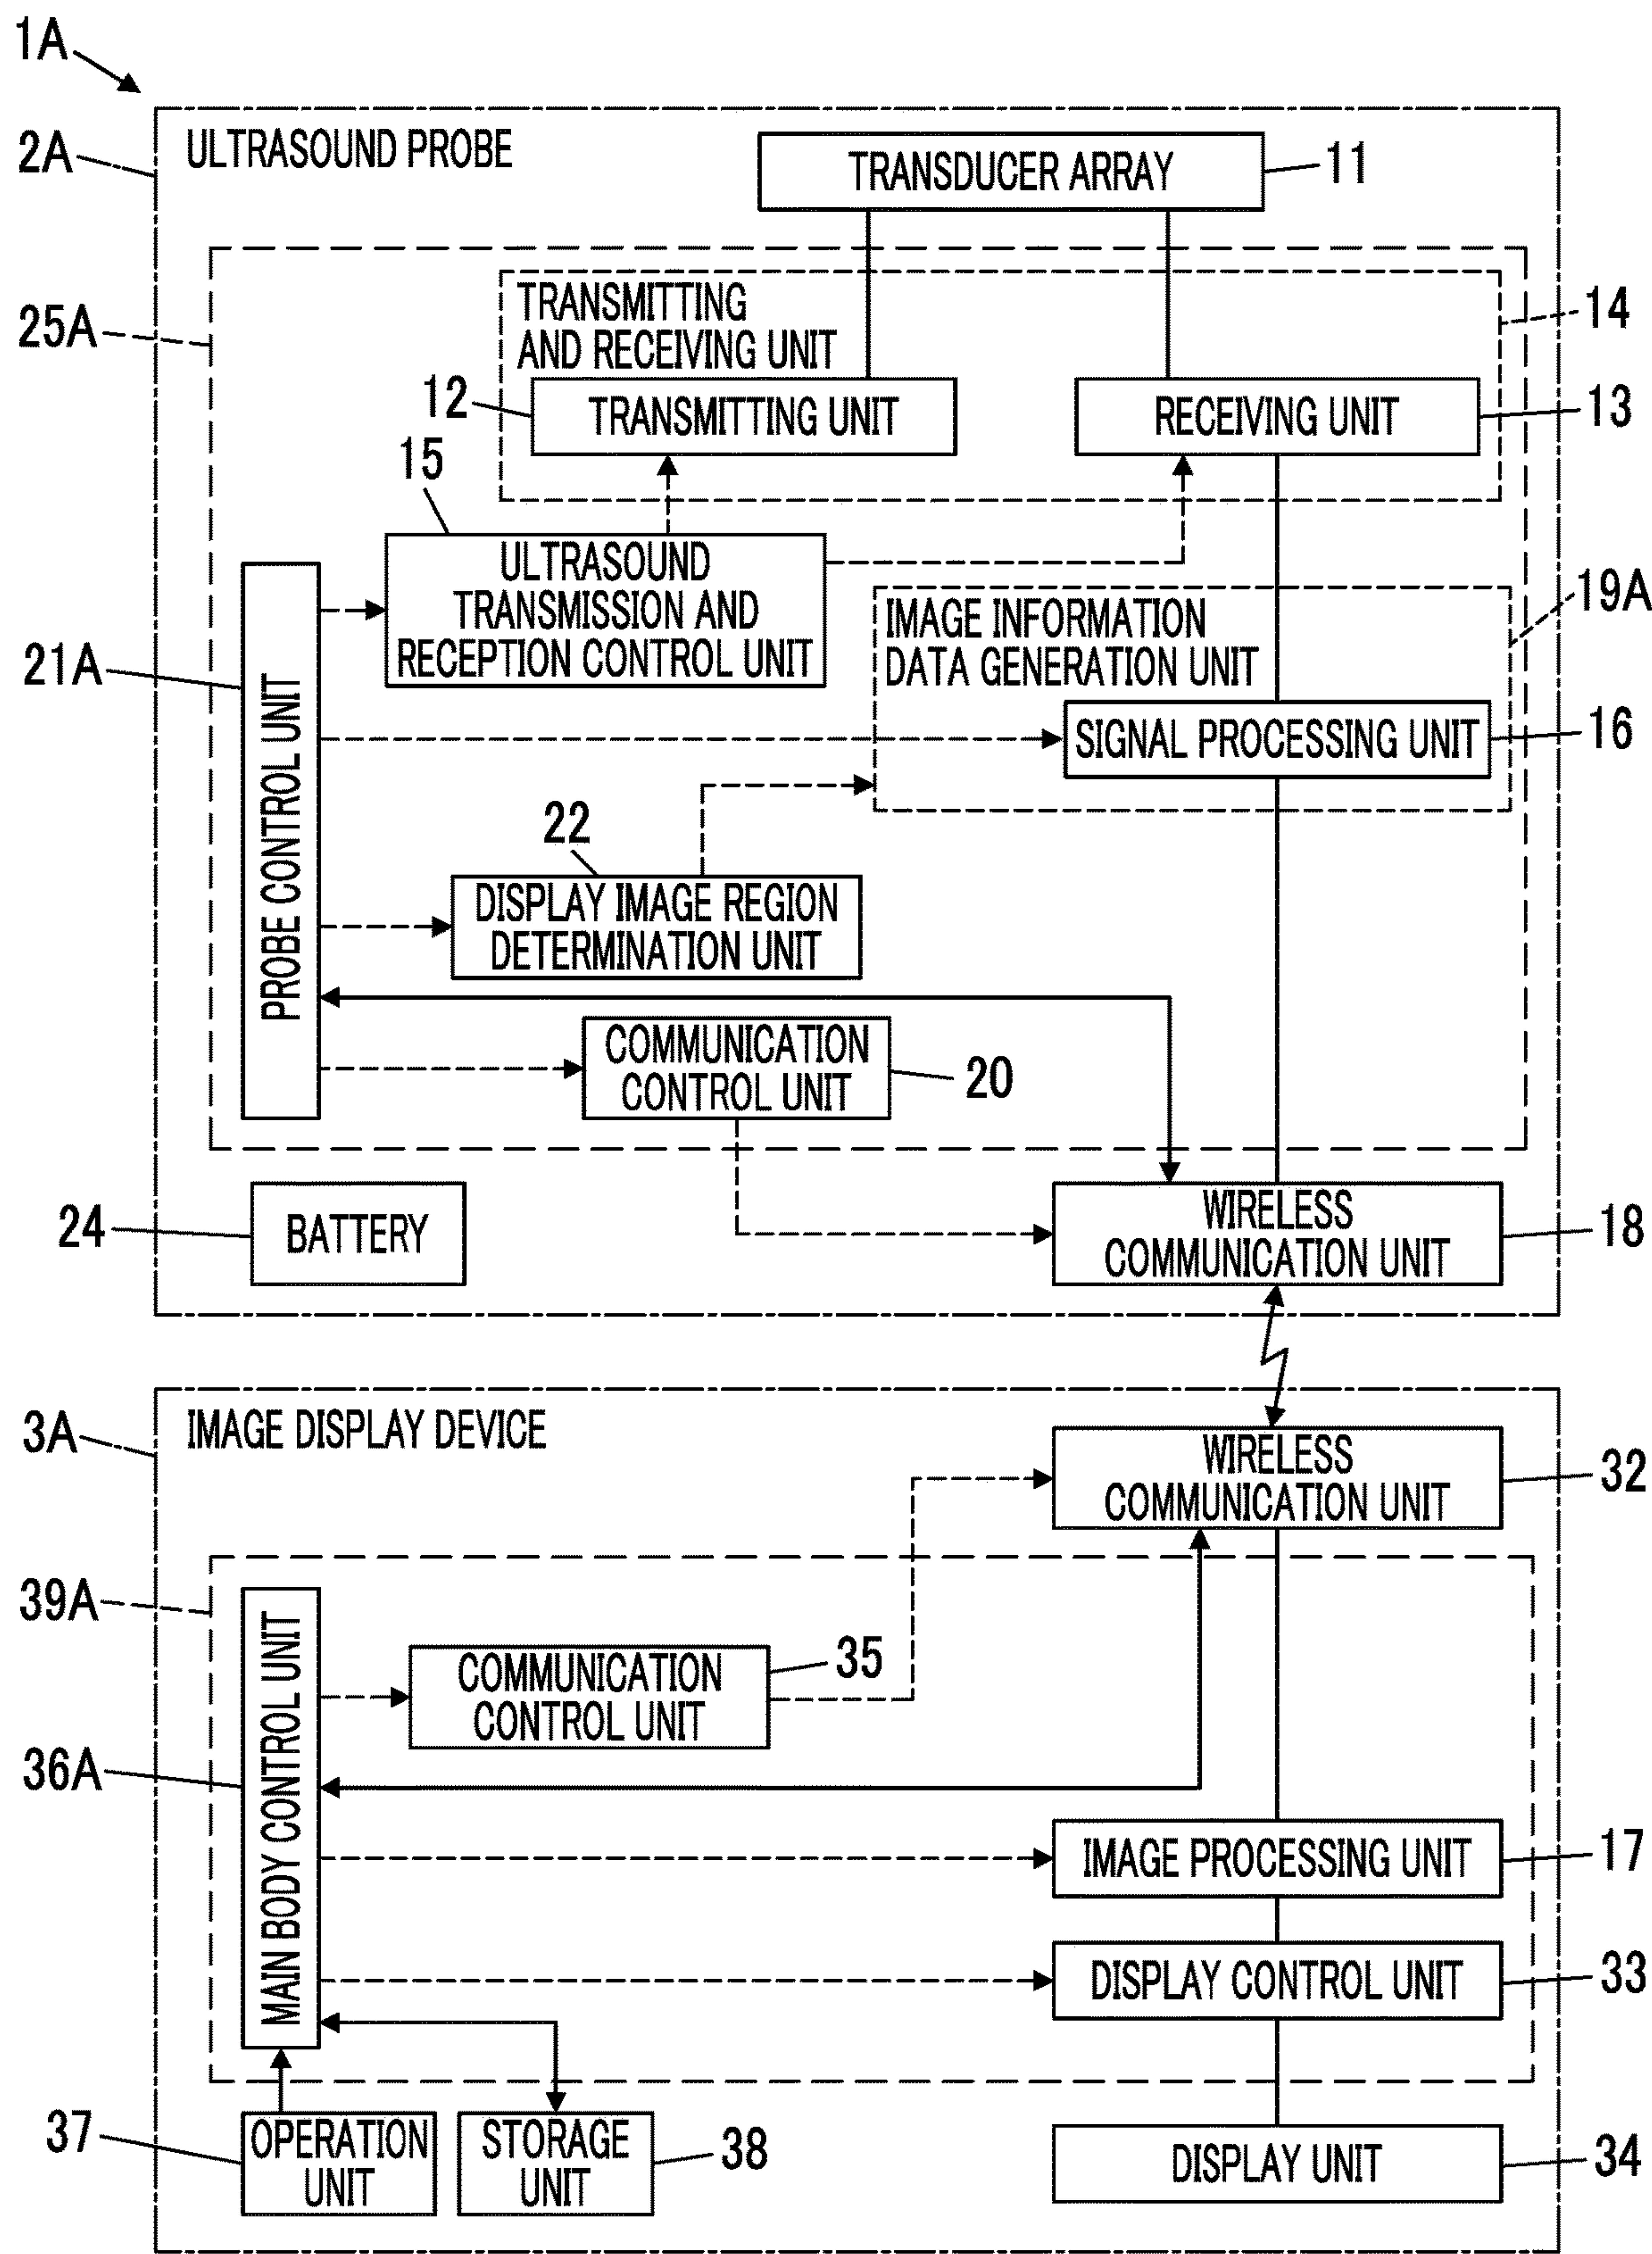 1A
2A
ULTRASOUND PROBE
TRANSDUCER ARRAY
11
25A
TRANSMITTING
AND RECEIVING UNIT
14
12
TRANSMITTING UNIT
RECEIVING UNIT
13
15
ULTRASOUND
TRANSMISSION AND
RECEPTION CONTROL UNIT
19A
IMAGE INFORMATION
DATA GENERATION UNIT
21A
PROBE CONTROL UNIT
SIGNAL PROCESSING UNIT
16
22
DISPLAY IMAGE REGION
DETERMINATION UNIT
COMMUNICATION
CONTROL UNIT
20
24
BATTERY
WIRELESS
COMMUNICATION UNIT
18
3A
IMAGE DISPLAY DEVICE
WIRELESS
COMMUNICATION UNIT
32
39A
MAIN BODY CONTROL UNIT
COMMUNICATION
CONTROL UNIT
35
36A
IMAGE PROCESSING UNIT
17
DISPLAY CONTROL UNIT
33
37
OPERATION
UNIT
STORAGE
UNIT
38
DISPLAY UNIT
34